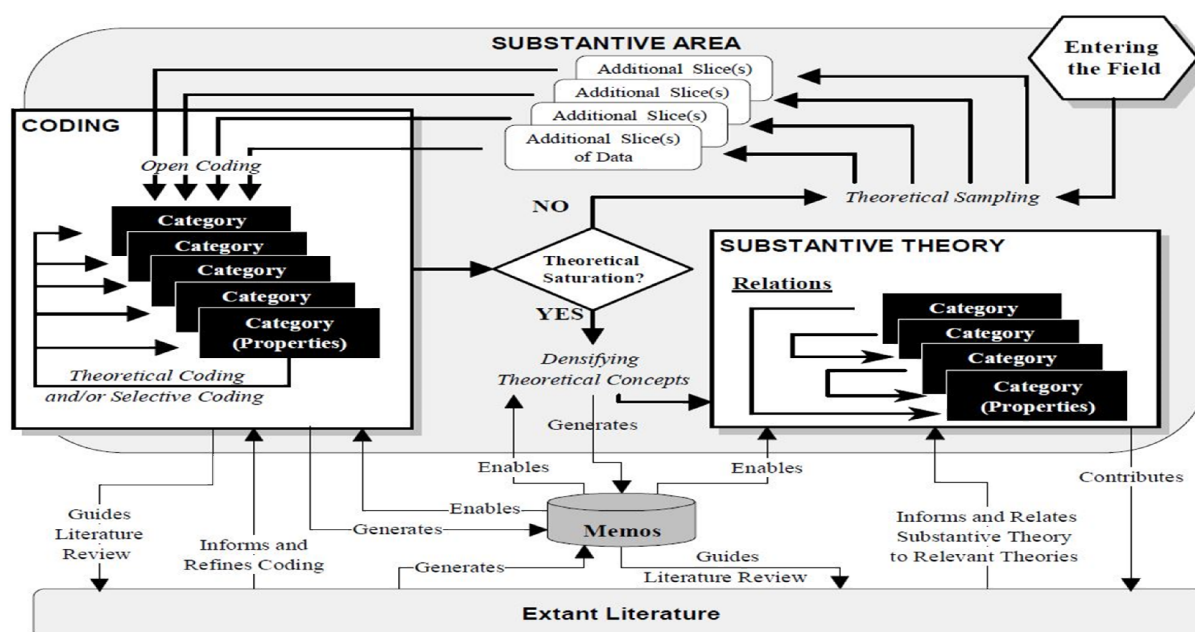 SUBSTANTIVE AREA
Entering
the Field
Additional Slice(s)
Additional Slice(s)
Additional Slice(s)
Additional Slice(s)
of Data
CODING
Open Coding
Category
Category
Category
Category
Category
(Properties)
Theoretical Coding
and/or Selective Coding
NO
Theoretical Sampling
Theoretical
Saturation?
YES
Densifying
Theoretical Concepts
SUBSTANTIVE THEORY
Relations
Category
Category
Category
Category
(Properties)
Generates
Enables
Enables
Contributes
Guides
Literature
Review
Informs and
Refines Coding
Enables
Generates
Memos
Generates
Guides
Literature Review
Informs and Relates
Substantive Theory
to Relevant Theories
Extant Literature